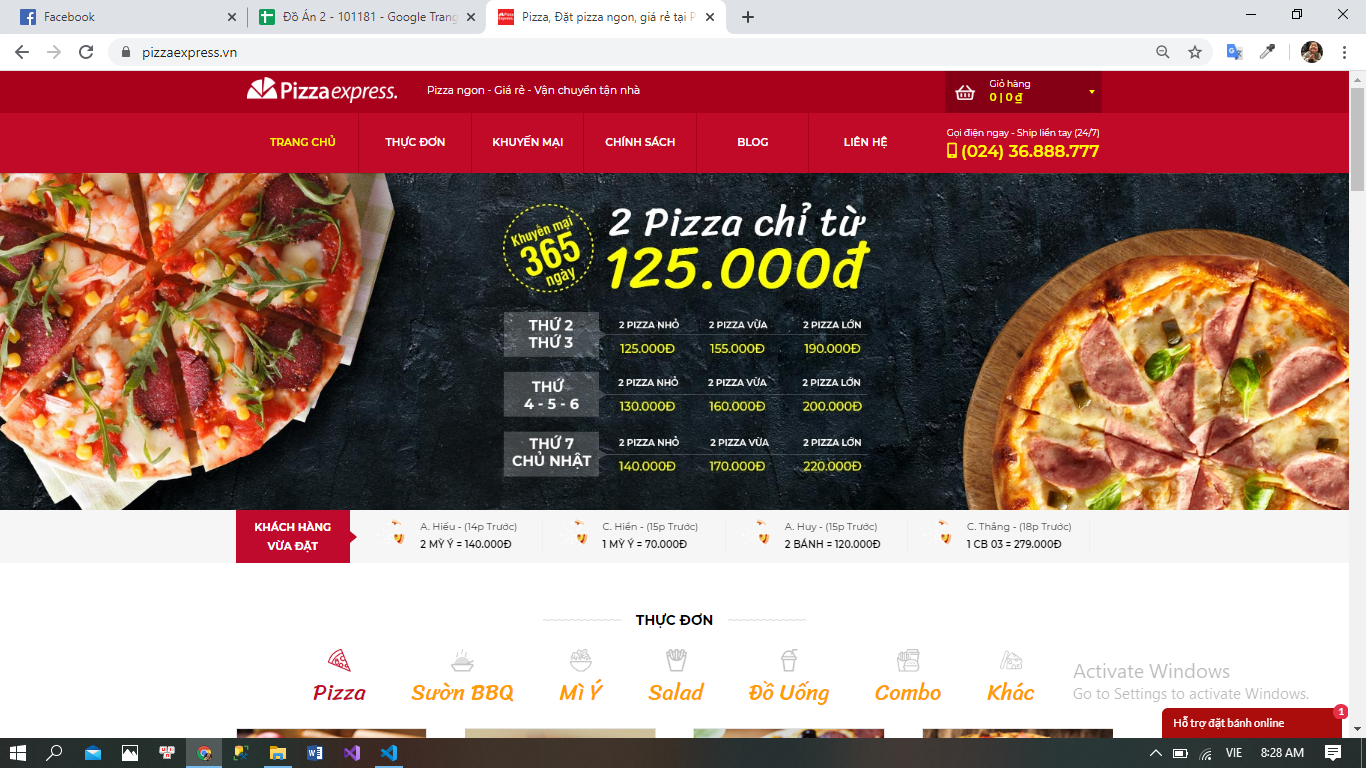 Facebook
Đồ Án 2 - 101181 - Google Trang
Pizza, Đặt pizza ngon, giá rẻ tại P
pizzaexpress.vn
Pizzaexpress.
Pizza ngon - Giá rẻ - Vận chuyển tận nhà
Giỏ hàng
0 | 0 ₫
TRANG CHỦ
THỰC ĐƠN
KHUYẾN MẠI
CHÍNH SÁCH
BLOG
LIÊN HỆ
Gọi điện ngay - Ship liền tay (24/7)
(024) 36.888.777
Khuyến mại
365
ngày
2 Pizza chỉ từ
125.000đ
THỨ 2
THỨ 3
2 PIZZA NHỎ 2 PIZZA VỪA 2 PIZZA LỚN
125.000Đ 155.000Đ 190.000Đ
THỨ
4 - 5 - 6
2 PIZZA NHỎ 2 PIZZA VỪA 2 PIZZA LỚN
130.000Đ 160.000Đ 200.000Đ
THỨ 7
CHỦ NHẬT
2 PIZZA NHỎ 2 PIZZA VỪA 2 PIZZA LỚN
140.000Đ 170.000Đ 220.000Đ
KHÁCH HÀNG
VỪA ĐẶT
A. Hiếu - (14p Trước)
2 MỲ Ý = 140.000Đ
C. Hiền - (15p Trước)
1 MỲ Ý = 70.000Đ
A. Huy - (15p Trước)
2 BÁNH = 120.000Đ
C. Thắng - (18p Trước)
1 CB 03 = 279.000Đ
THỰC ĐƠN
Pizza
Sườn BBQ
Mì Ý
Salad
Đồ Uống
Combo
Khác
Activate Windows
Go to Settings to activate Windows.
Hỗ trợ đặt bánh online
1
VIE
8:28 AM